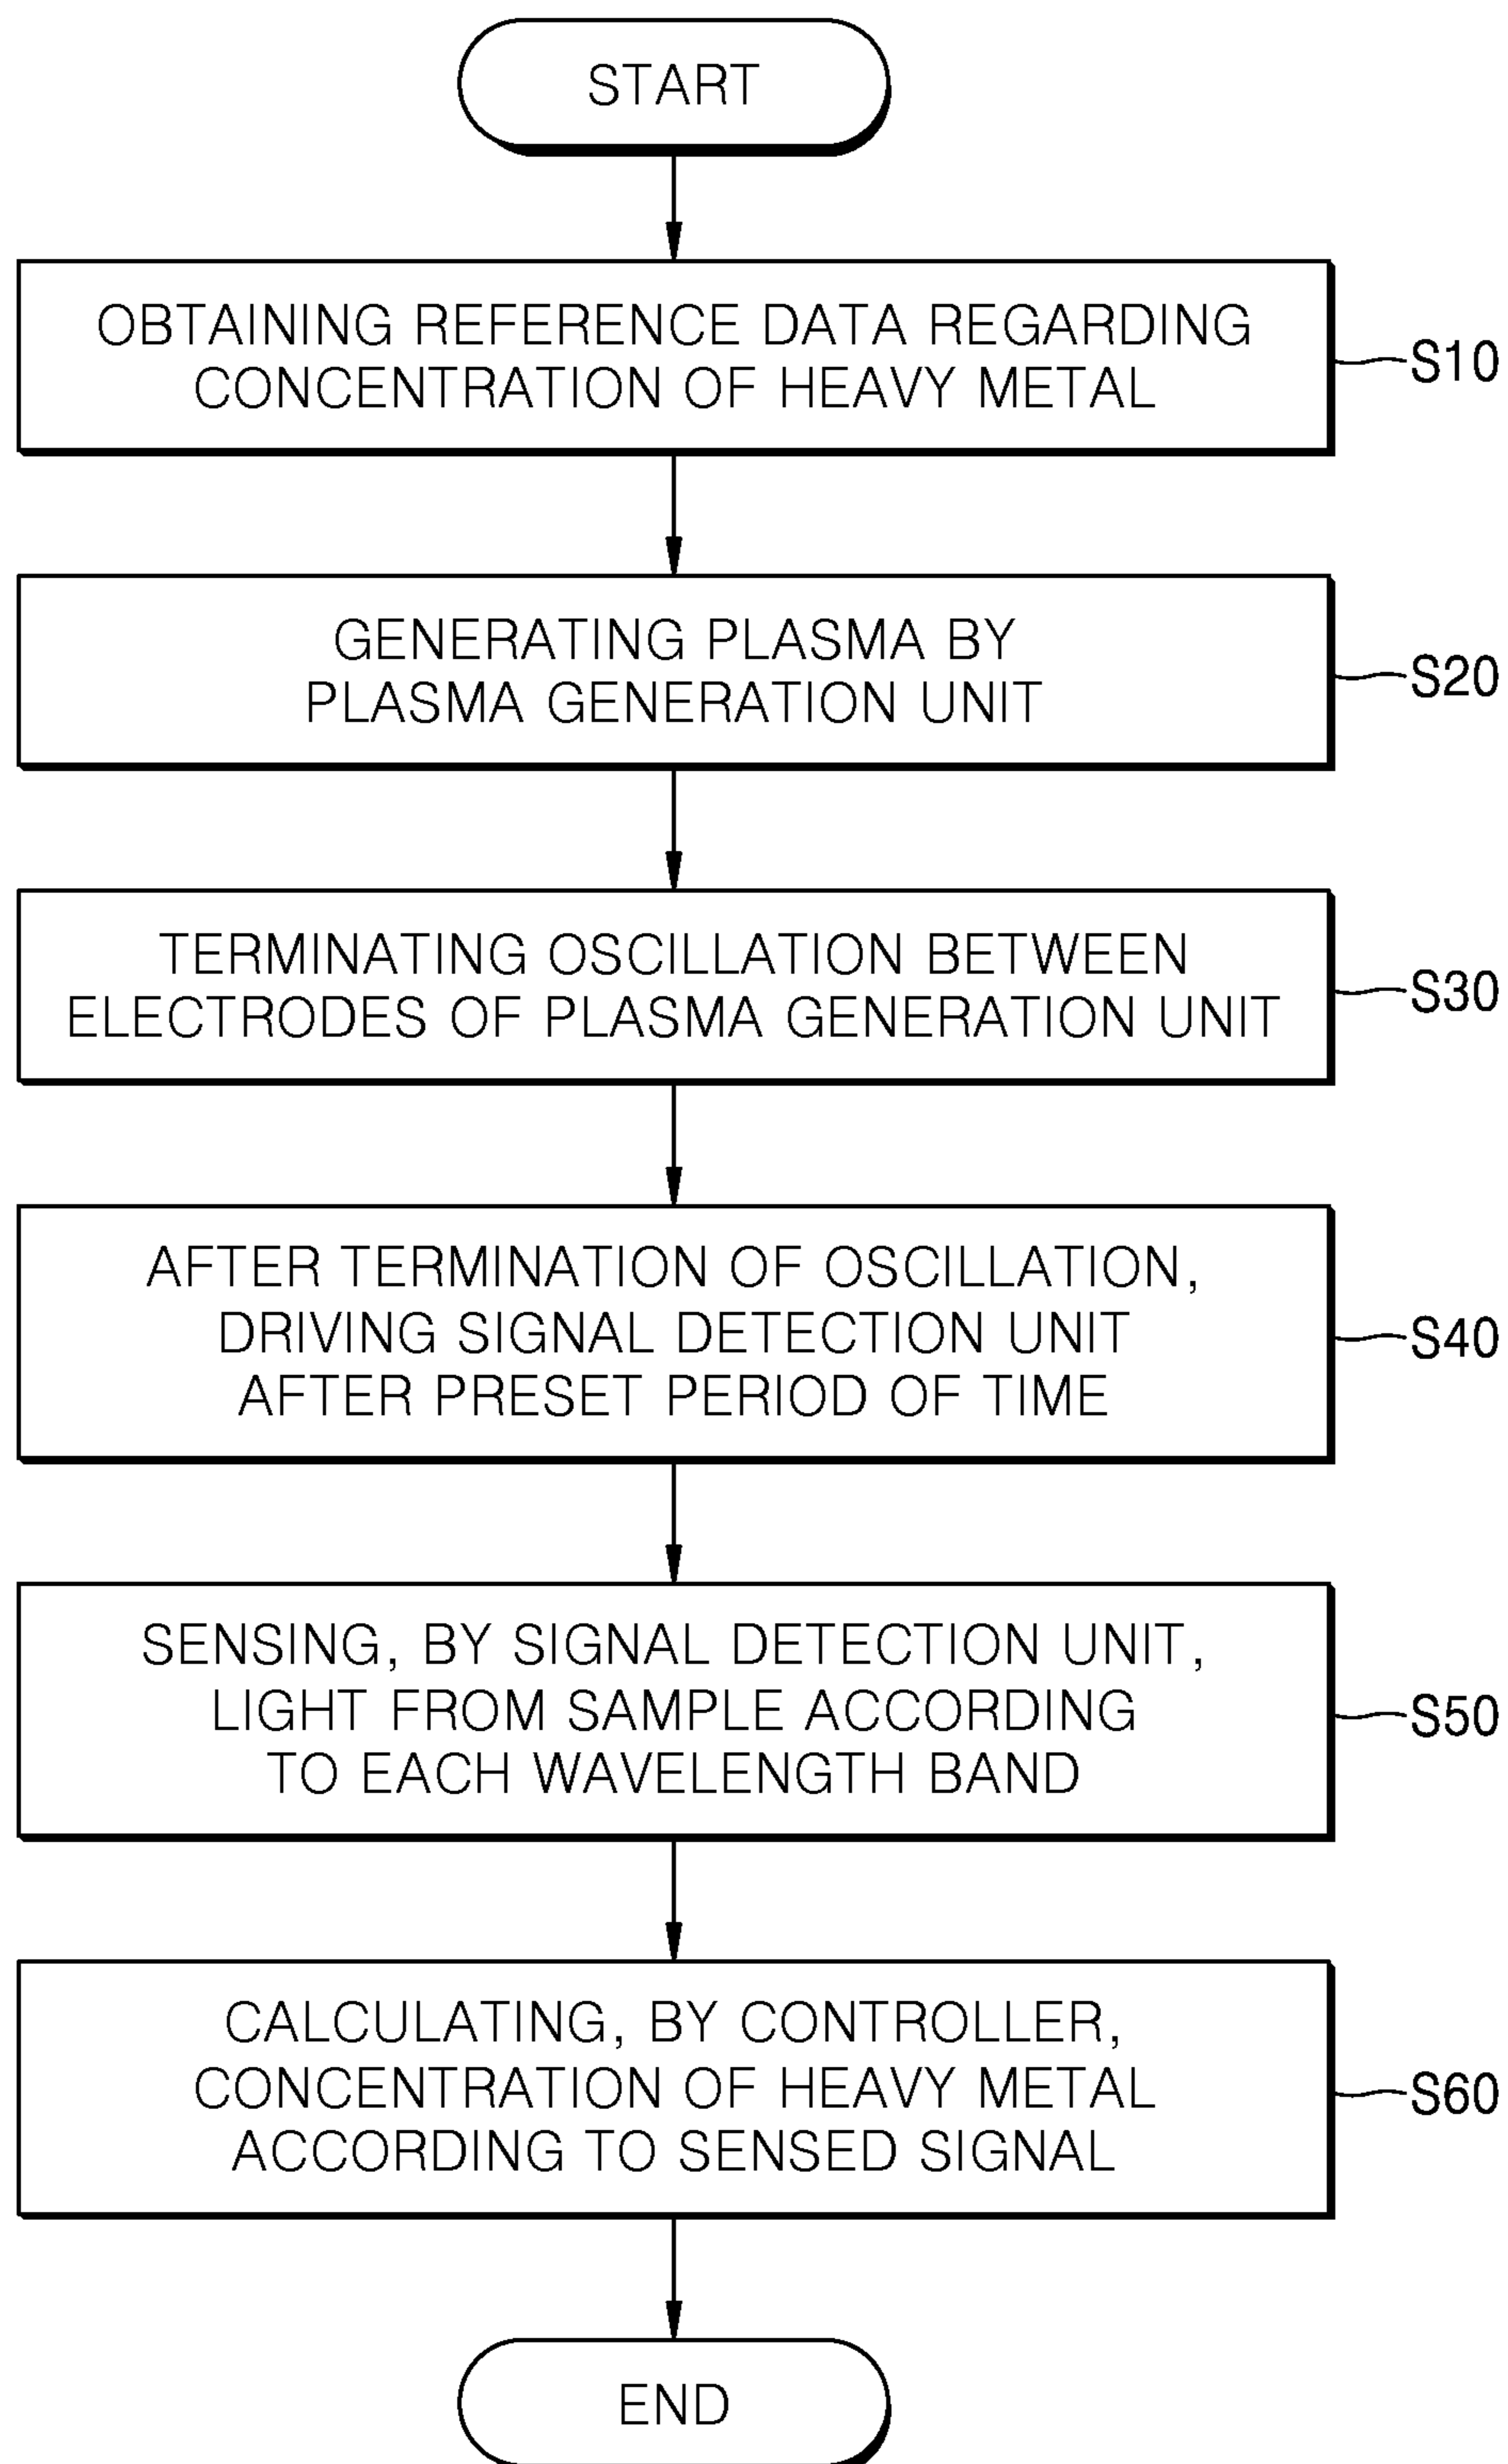 START
OBTAINING REFERENCE DATA REGARDING
CONCENTRATION OF HEAVY METAL
S10
GENERATING PLASMA BY
PLASMA GENERATION UNIT
S20
TERMINATING OSCILLATION BETWEEN
ELECTRODES OF PLASMA GENERATION UNIT
S30
AFTER TERMINATION OF OSCILLATION,
DRIVING SIGNAL DETECTION UNIT
AFTER PRESET PERIOD OF TIME
S40
SENSING, BY SIGNAL DETECTION UNIT,
LIGHT FROM SAMPLE ACCORDING
TO EACH WAVELENGTH BAND
S50
CALCULATING, BY CONTROLLER,
CONCENTRATION OF HEAVY METAL
ACCORDING TO SENSED SIGNAL
S60
END